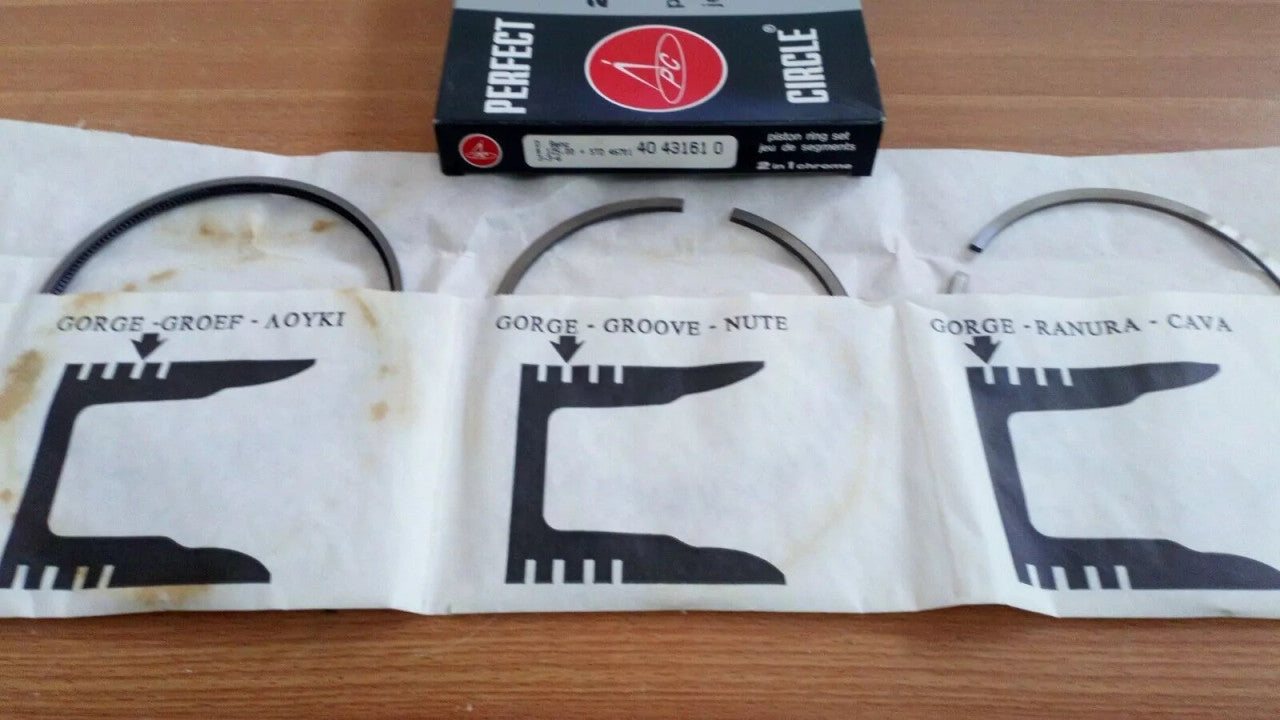 PERFECT
PC
CIRCLE®
40 43161 0
piston ring set
jeu de segments
2 in 1 chrome
GORGE -GROEF - ΛΟΥΚΙ
GORGE - GROOVE - NUTE
GORGE -RANURA - CAVA